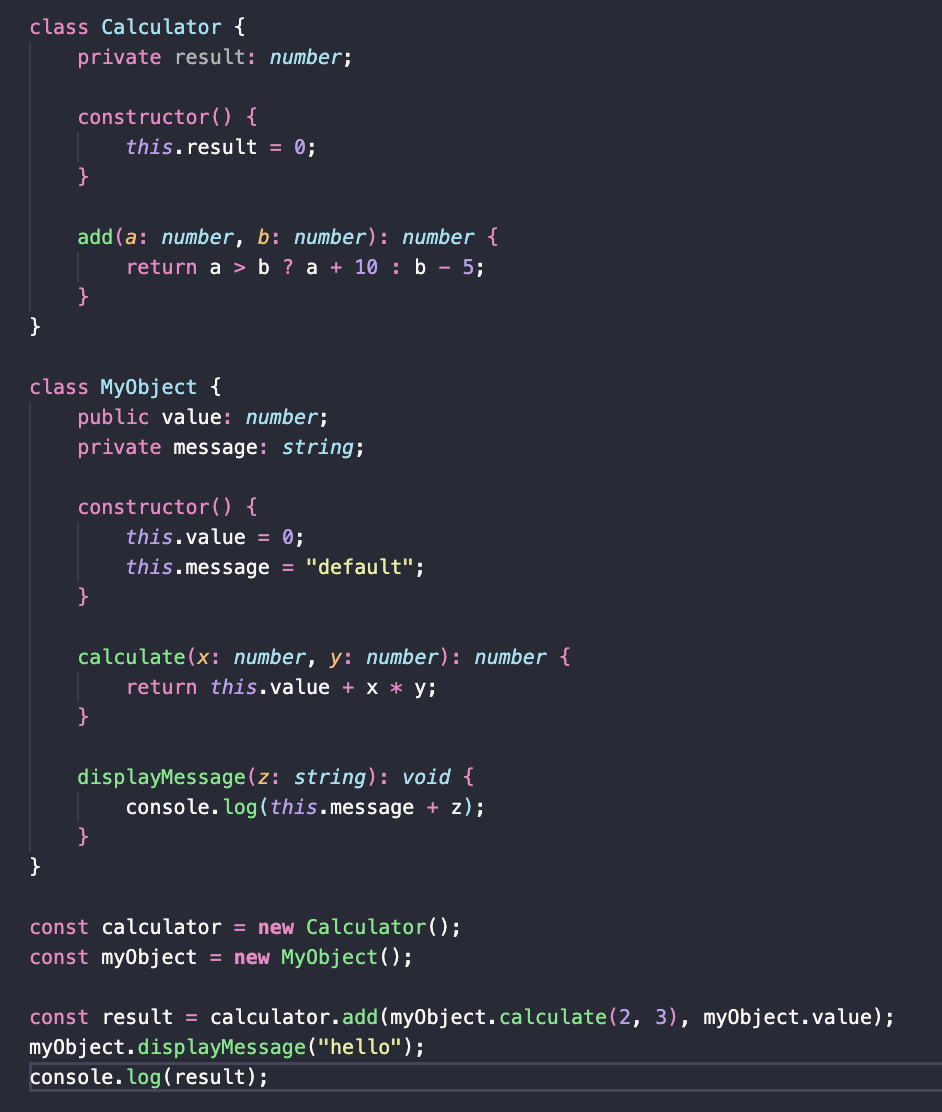 class Calculator {
    private result: number;

    constructor() {
        this.result = 0;
    }

    add(a: number, b: number): number {
        return a > b ? a + 10 : b - 5;
    }
}

class MyObject {
    public value: number;
    private message: string;

    constructor() {
        this.value = 0;
        this.message = "default";
    }

    calculate(x: number, y: number): number {
        return this.value + x * y;
    }

    displayMessage(z: string): void {
        console.log(this.message + z);
    }
}

const calculator = new Calculator();
const myObject = new MyObject();

const result = calculator.add(myObject.calculate(2, 3), myObject.value);
myObject.displayMessage("hello");
console.log(result);